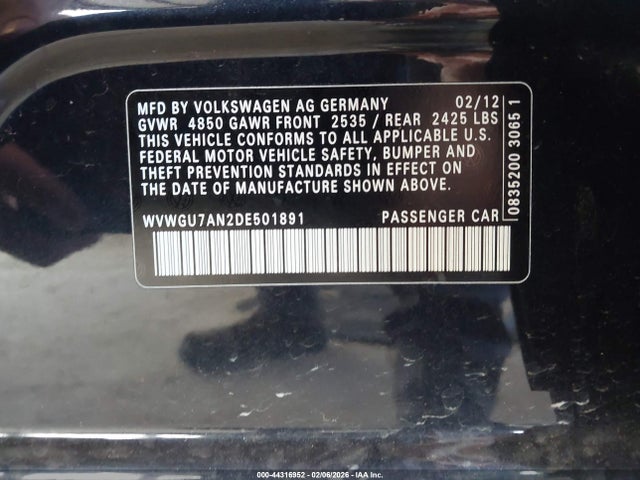 MFD BY VOLKSWAGEN AG GERMANY 02/12
GVWR 4850 GAWR FRONT 2535 / REAR 2425 LBS
THIS VEHICLE CONFORMS TO ALL APPLICABLE U.S.
FEDERAL MOTOR VEHICLE SAFETY, BUMPER AND
THEFT PREVENTION STANDARDS IN EFFECT ON
THE DATE OF MANUFACTURE SHOWN ABOVE.
WVWGU7AN2DE501891 PASSENGER CAR
0835200 3065 1
000-44316952 - 02/06/2026 - IAA Inc.